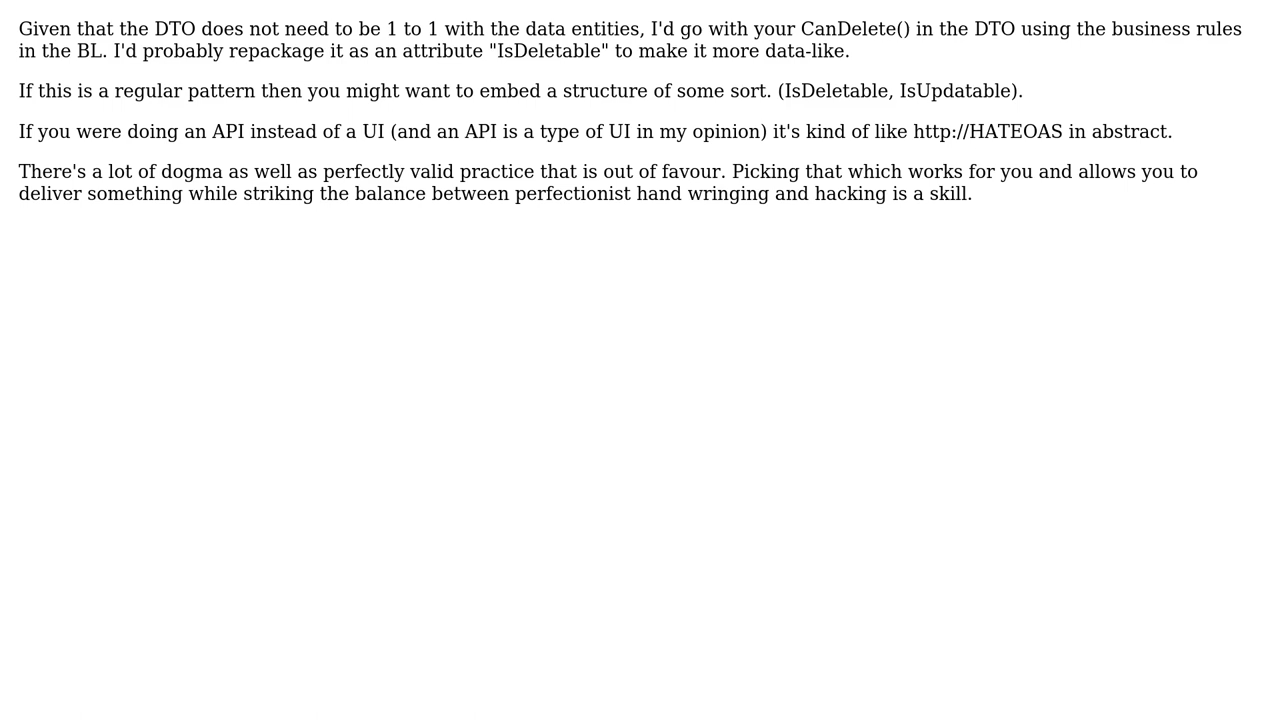 Given that the DTO does not need to be 1 to 1 with the data entities, I'd go with your CanDelete() in the DTO using the business rules
in the BL. I'd probably repackage it as an attribute "IsDeletable" to make it more data-like.
If this is a regular pattern then you might want to embed a structure of some sort. (IsDeletable, IsUpdatable).
If you were doing an API instead of a UI (and an API is a type of UI in my opinion) it's kind of like http://HATEOAS in abstract.
There's a lot of dogma as well as perfectly valid practice that is out of favour. Picking that which works for you and allows you to
deliver something while striking the balance between perfectionist hand wringing and hacking is a skill.